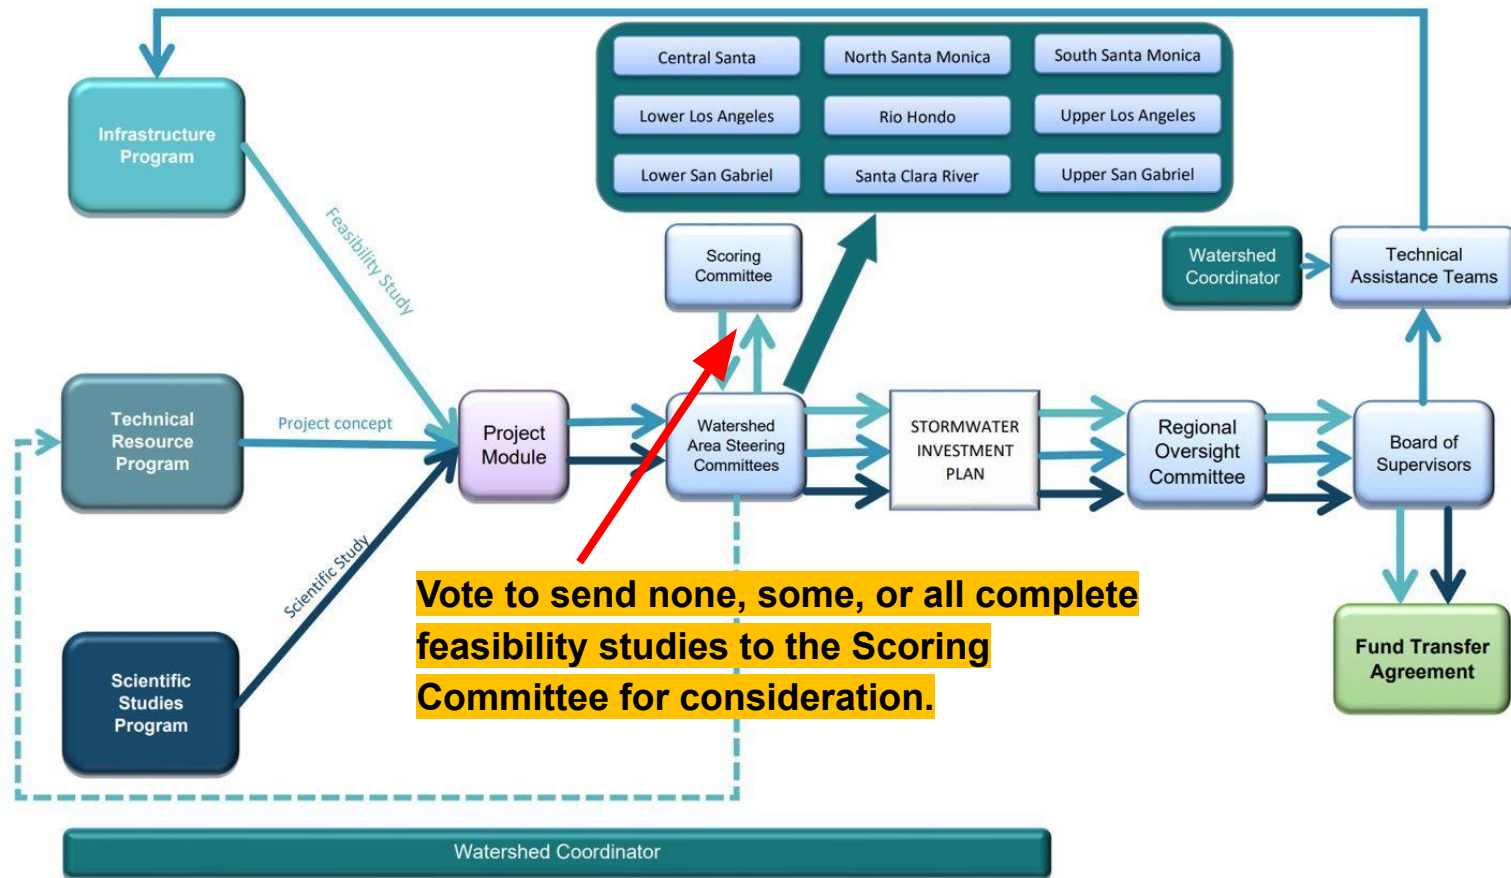 Central Santa
North Santa Monica
South Santa Monica
Lower Los Angeles
Rio Hondo
Upper Los Angeles
Lower San Gabriel
Santa Clara River
Upper San Gabriel
Infrastructure
Program
Feasibility Study
Scoring
Committee
Watershed
Coordinator
Technical
Assistance Teams
Technical
Resource
Program
Project concept
Project
Module
Watershed
Area Steering
Committees
STORMWATER
INVESTMENT
PLAN
Regional
Oversight
Committee
Board of
Supervisors
Scientific Study
Vote to send none, some, or all complete
feasibility studies to the Scoring
Committee for consideration.
Scientific
Studies
Program
Fund Transfer
Agreement
Watershed Coordinator